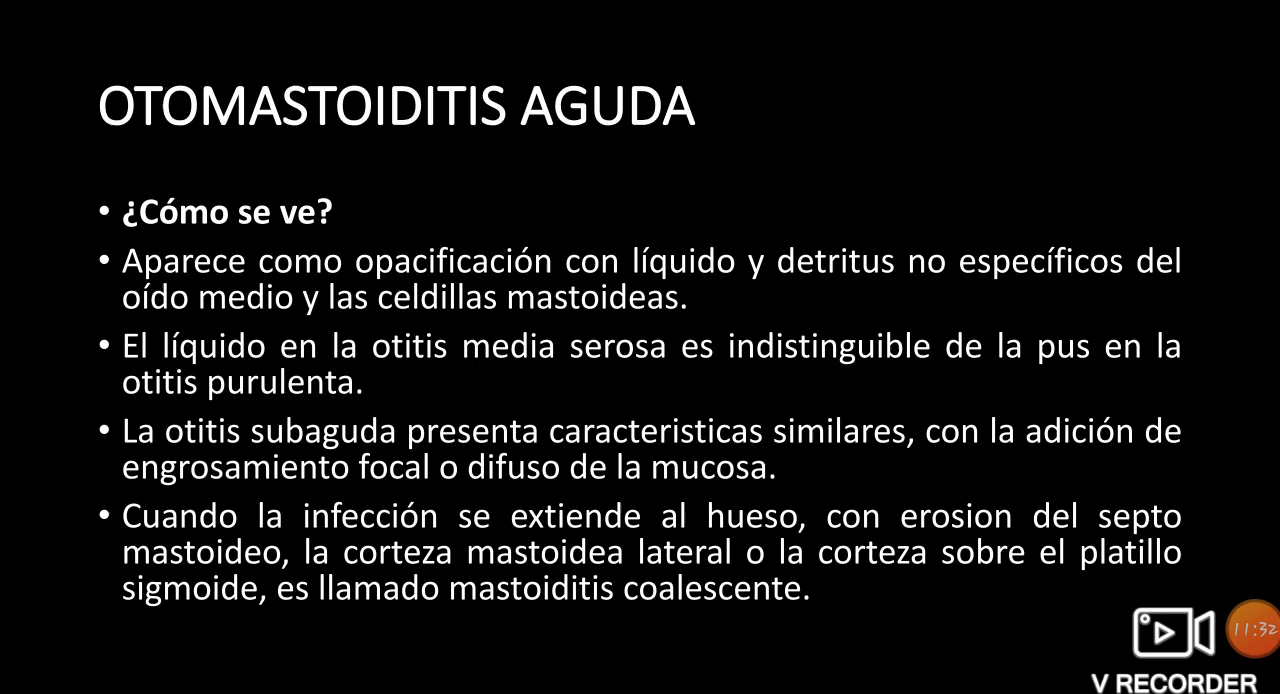 OTOMASTOIDITIS AGUDA
• ¿Cómo se ve?
• Aparece como opacificación con líquido y detritus no específicos del
oído medio y las celdillas mastoideas.
• El líquido en la otitis media serosa es indistinguible de la pus en la
otitis purulenta.
• La otitis subaguda presenta caracteristicas similares, con la adición de
engrosamiento focal o difuso de la mucosa.
• Cuando la infección se extiende al hueso, con erosion del septo
mastoideo, la corteza mastoidea lateral o la corteza sobre el platillo
sigmoide, es llamado mastoiditis coalescente.
11:32
V RECORDER